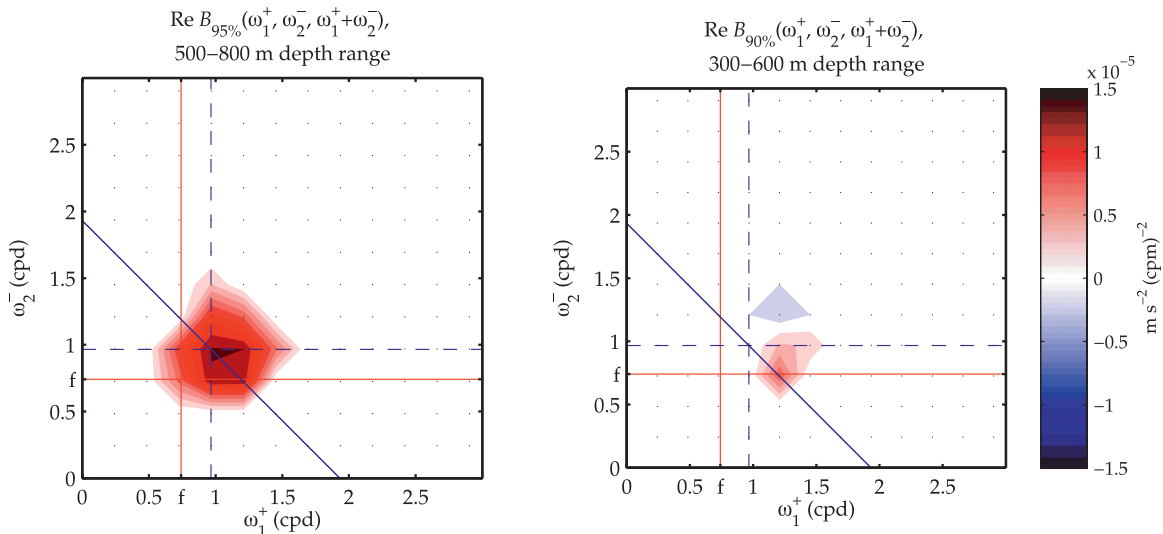 Re B95%(ω1+, ω2−, ω1++ω2−),
500–800 m depth range
2.5
2
1.5
1
f
0.5
0
ω2− (cpd)
0 0.5 f 1 1.5 2 2.5
ω1+ (cpd)
Re B90%(ω1+, ω2−, ω1++ω2−),
300–600 m depth range
2.5
2
1.5
1
f
0.5
0
ω2− (cpd)
0 0.5 f 1 1.5 2 2.5
ω1+ (cpd)
x 10−5
1.5
1
0.5
0
−0.5
−1
−1.5
m s−2 (cpm)−2